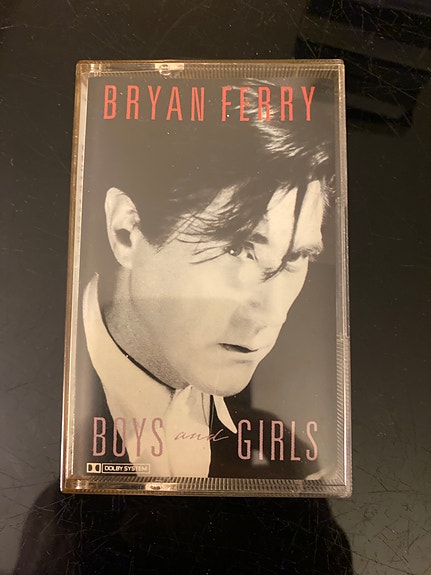 BRYAN FERRY
BOYS and GIRLS
DOLBY SYSTEM